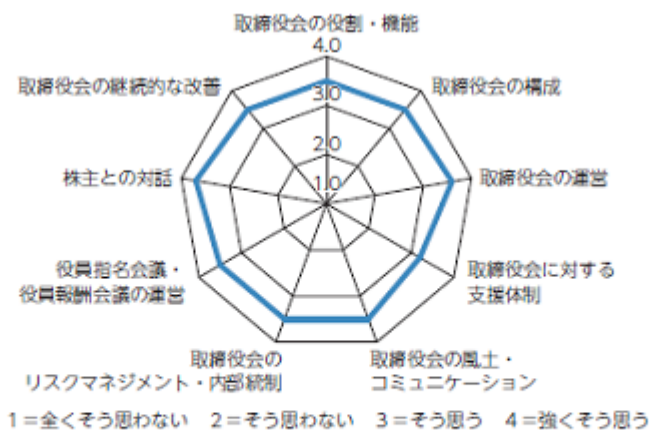 取締役会の役割・機能
4.0
取締役会の継続的な改善
取締役会の構成
3.0
2.0
株主との対話
1.0
取締役会の運営
役員指名会議・
役員報酬会議の運営
取締役会に対する
支援体制
取締役会の
リスクマネジメント・内部統制
取締役会の風土・
コミュニケーション
1=全くそう思わない 2=そう思わない 3=そう思う 4=強くそう思う